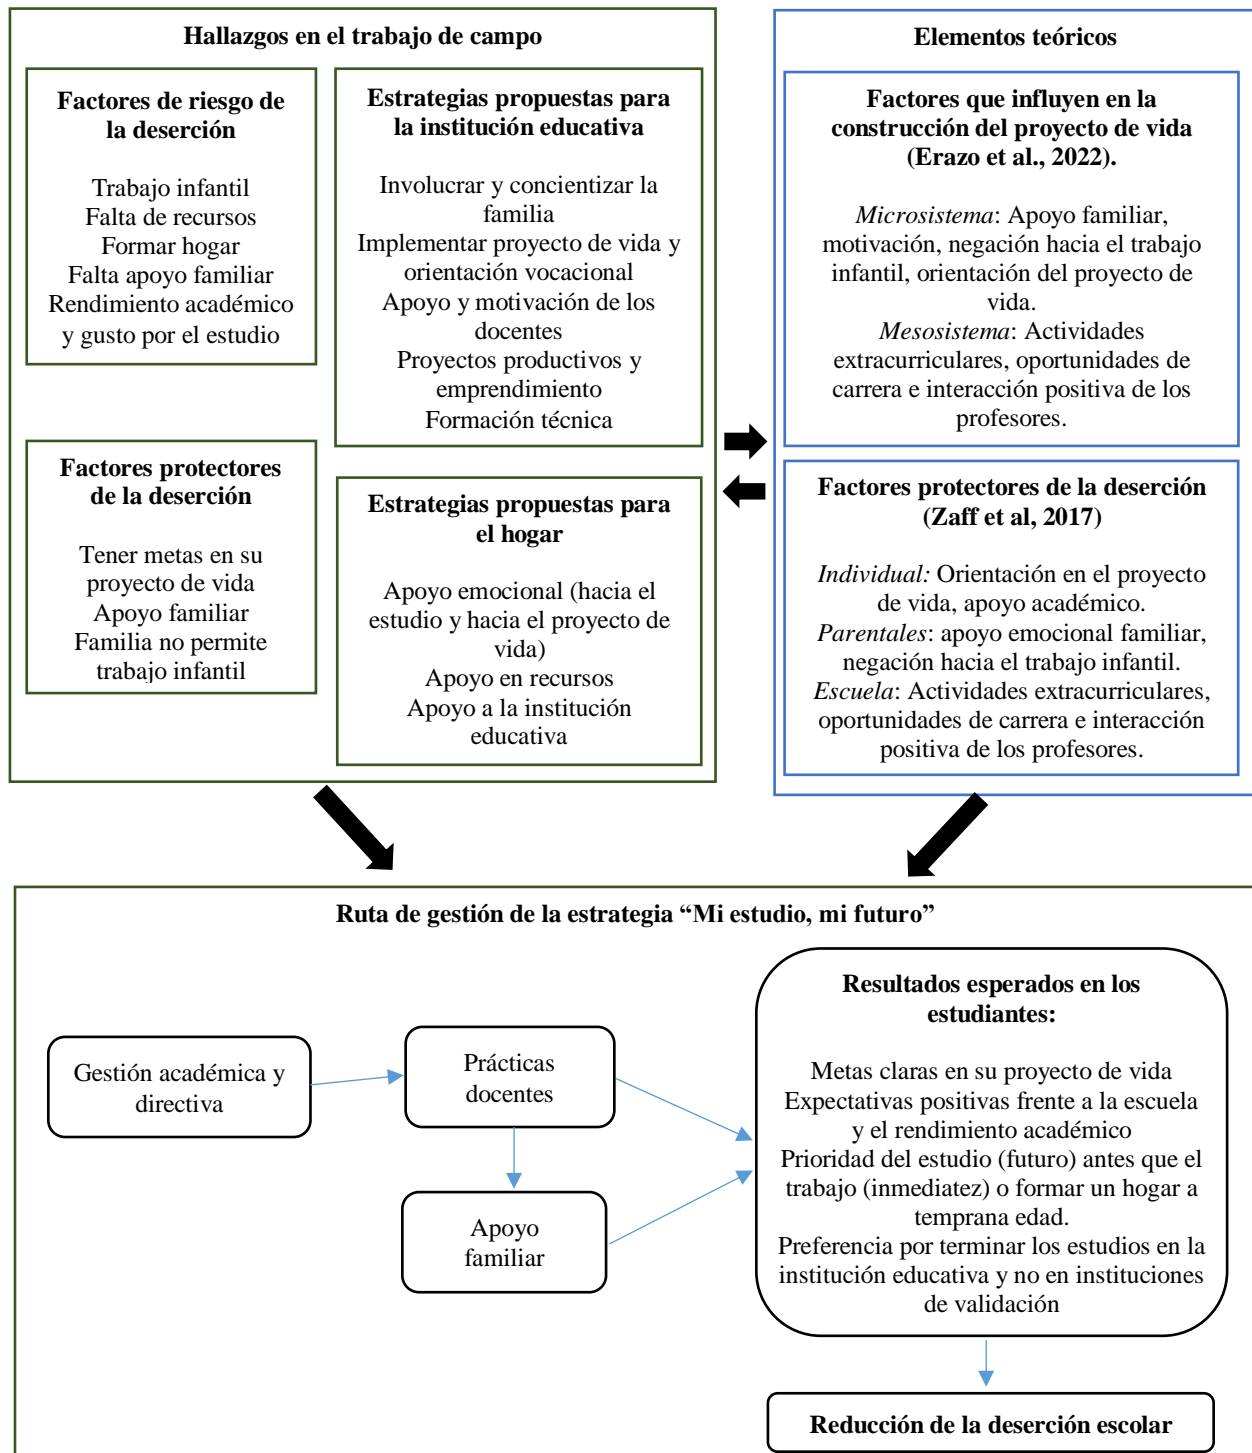 Hallazgos en el trabajo de campo
Factores de riesgo de
la deserción
Trabajo infantil
Falta de recursos
Formar hogar
Falta apoyo familiar
Rendimiento académico
y gusto por el estudio
Estrategias propuestas para
la institución educativa
Involucrar y concientizar la
familia
Implementar proyecto de vida y
orientación vocacional
Apoyo y motivación de los
docentes
Proyectos productivos y
emprendimiento
Formación técnica
Factores protectores
de la deserción
Tener metas en su
proyecto de vida
Apoyo familiar
Familia no permite
trabajo infantil
Estrategias propuestas para
el hogar
Apoyo emocional (hacia el
estudio y hacia el proyecto de
vida)
Apoyo en recursos
Apoyo a la institución
educativa
Elementos teóricos
Factores que influyen en la
construcción del proyecto de vida
(Erazo et al., 2022).
Microsistema: Apoyo familiar,
motivación, negación hacia el trabajo
infantil, orientación del proyecto de
vida.
Mesosistema: Actividades
extracurriculares, oportunidades de
carrera e interacción positiva de los
profesores.
Factores protectores de la deserción
(Zaff et al, 2017)
Individual: Orientación en el proyecto
de vida, apoyo académico.
Parentales: apoyo emocional familiar,
negación hacia el trabajo infantil.
Escuela: Actividades extracurriculares,
oportunidades de carrera e interacción
positiva de los profesores.
Ruta de gestión de la estrategia “Mi estudio, mi futuro”
Gestión académica y
directiva
Prácticas
docentes
Apoyo
familiar
Resultados esperados en los
estudiantes:
Metas claras en su proyecto de vida
Expectativas positivas frente a la escuela
y el rendimiento académico
Prioridad del estudio (futuro) antes que el
trabajo (inmediatez) o formar un hogar a
temprana edad.
Preferencia por terminar los estudios en la
institución educativa y no en instituciones
de validación
Reducción de la deserción escolar